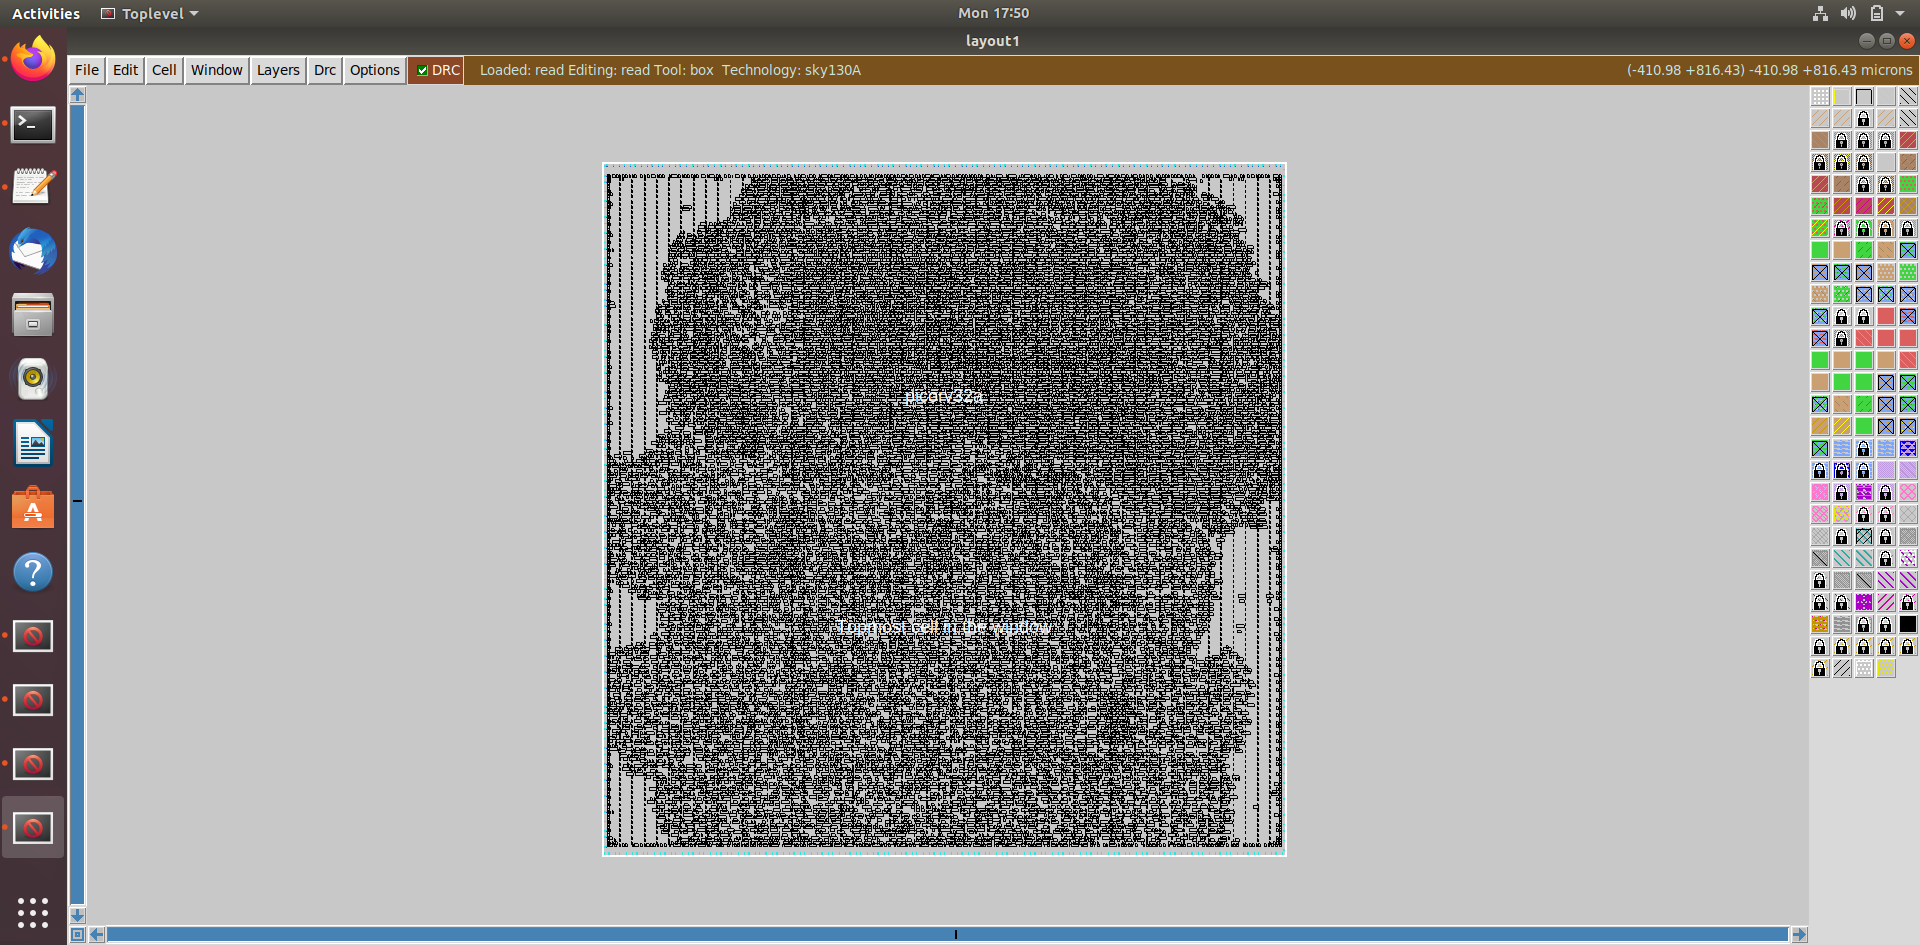 Activities
Toplevel
Mon 17:50
layout1
File Edit Cell Window Layers Drc Options DRC Loaded: read Editing: read Tool: box Technology: sky130A (-410.98 +816.43) -410.98 +816.43 microns
picorv32a
Topmost cell in the window